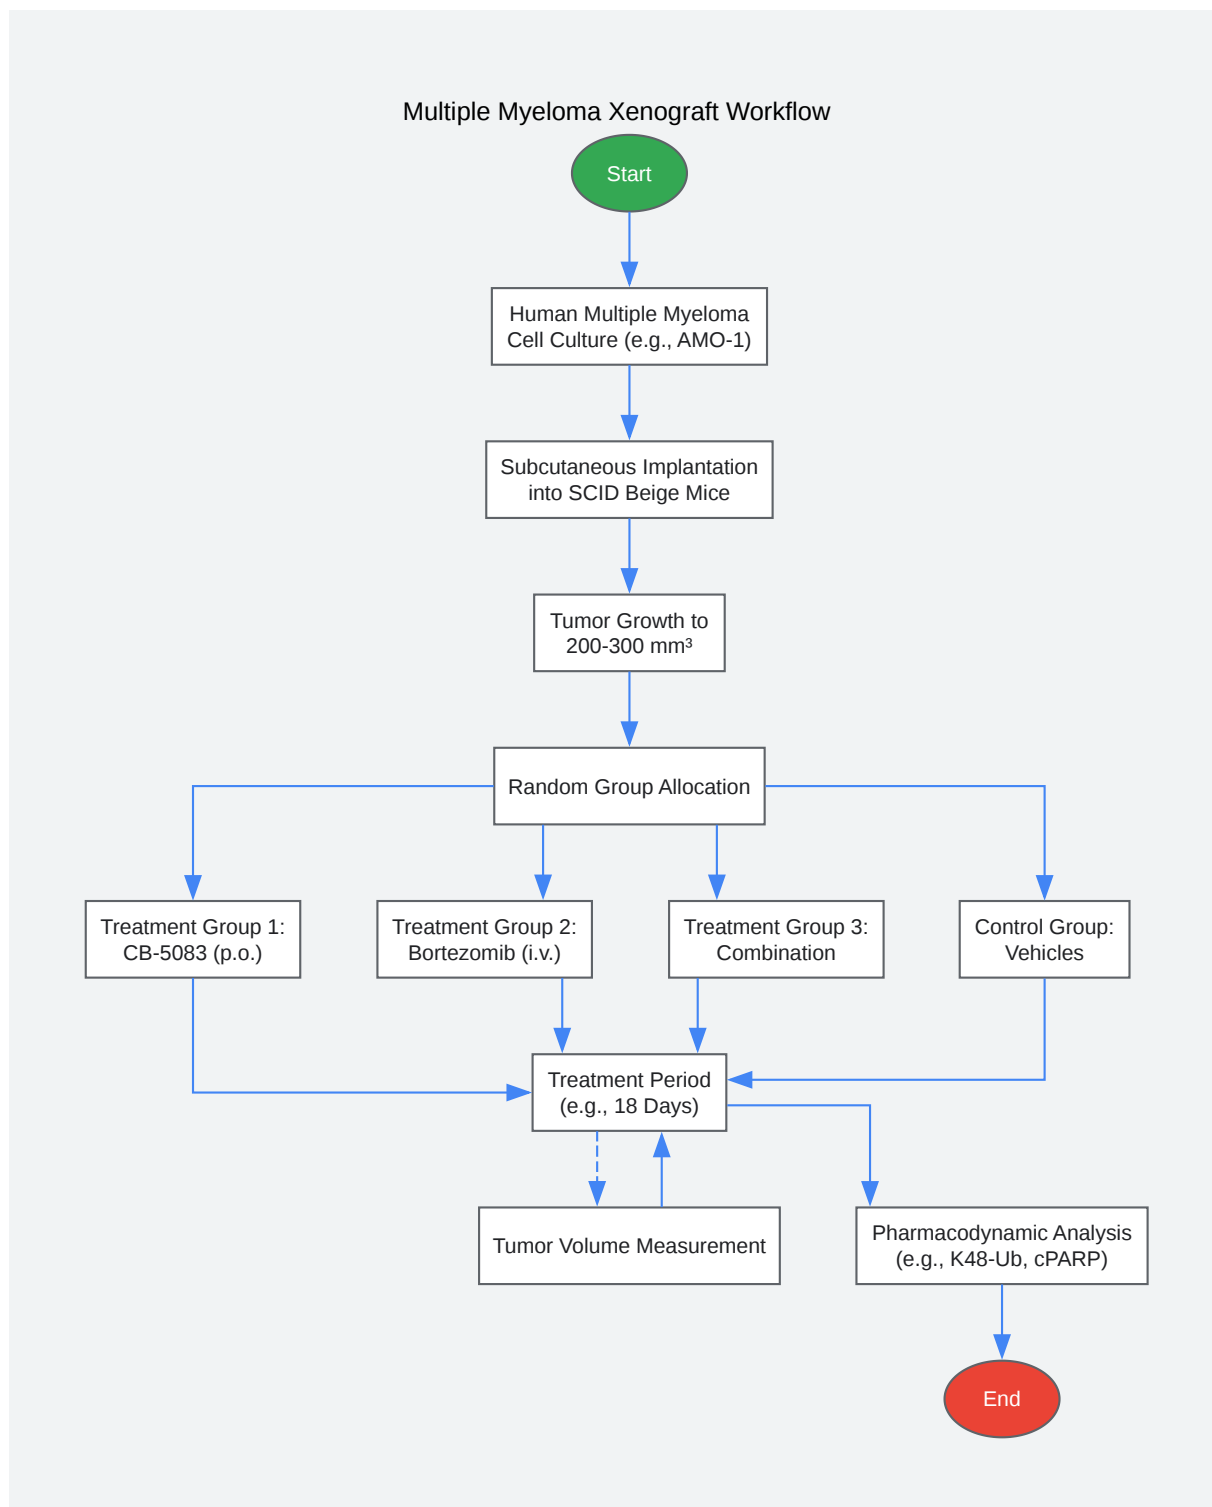 Multiple Myeloma Xenograft Workflow
Start
Human Multiple Myeloma
Cell Culture (e.g., AMO-1)
Subcutaneous Implantation
into SCID Beige Mice
Tumor Growth to
200-300 mm³
Random Group Allocation
Treatment Group 1:
CB-5083 (p.o.)
Treatment Group 2:
Bortezomib (i.v.)
Treatment Group 3:
Combination
Control Group:
Vehicles
Treatment Period
(e.g., 18 Days)
Tumor Volume Measurement
Pharmacodynamic Analysis
(e.g., K48-Ub, cPARP)
End